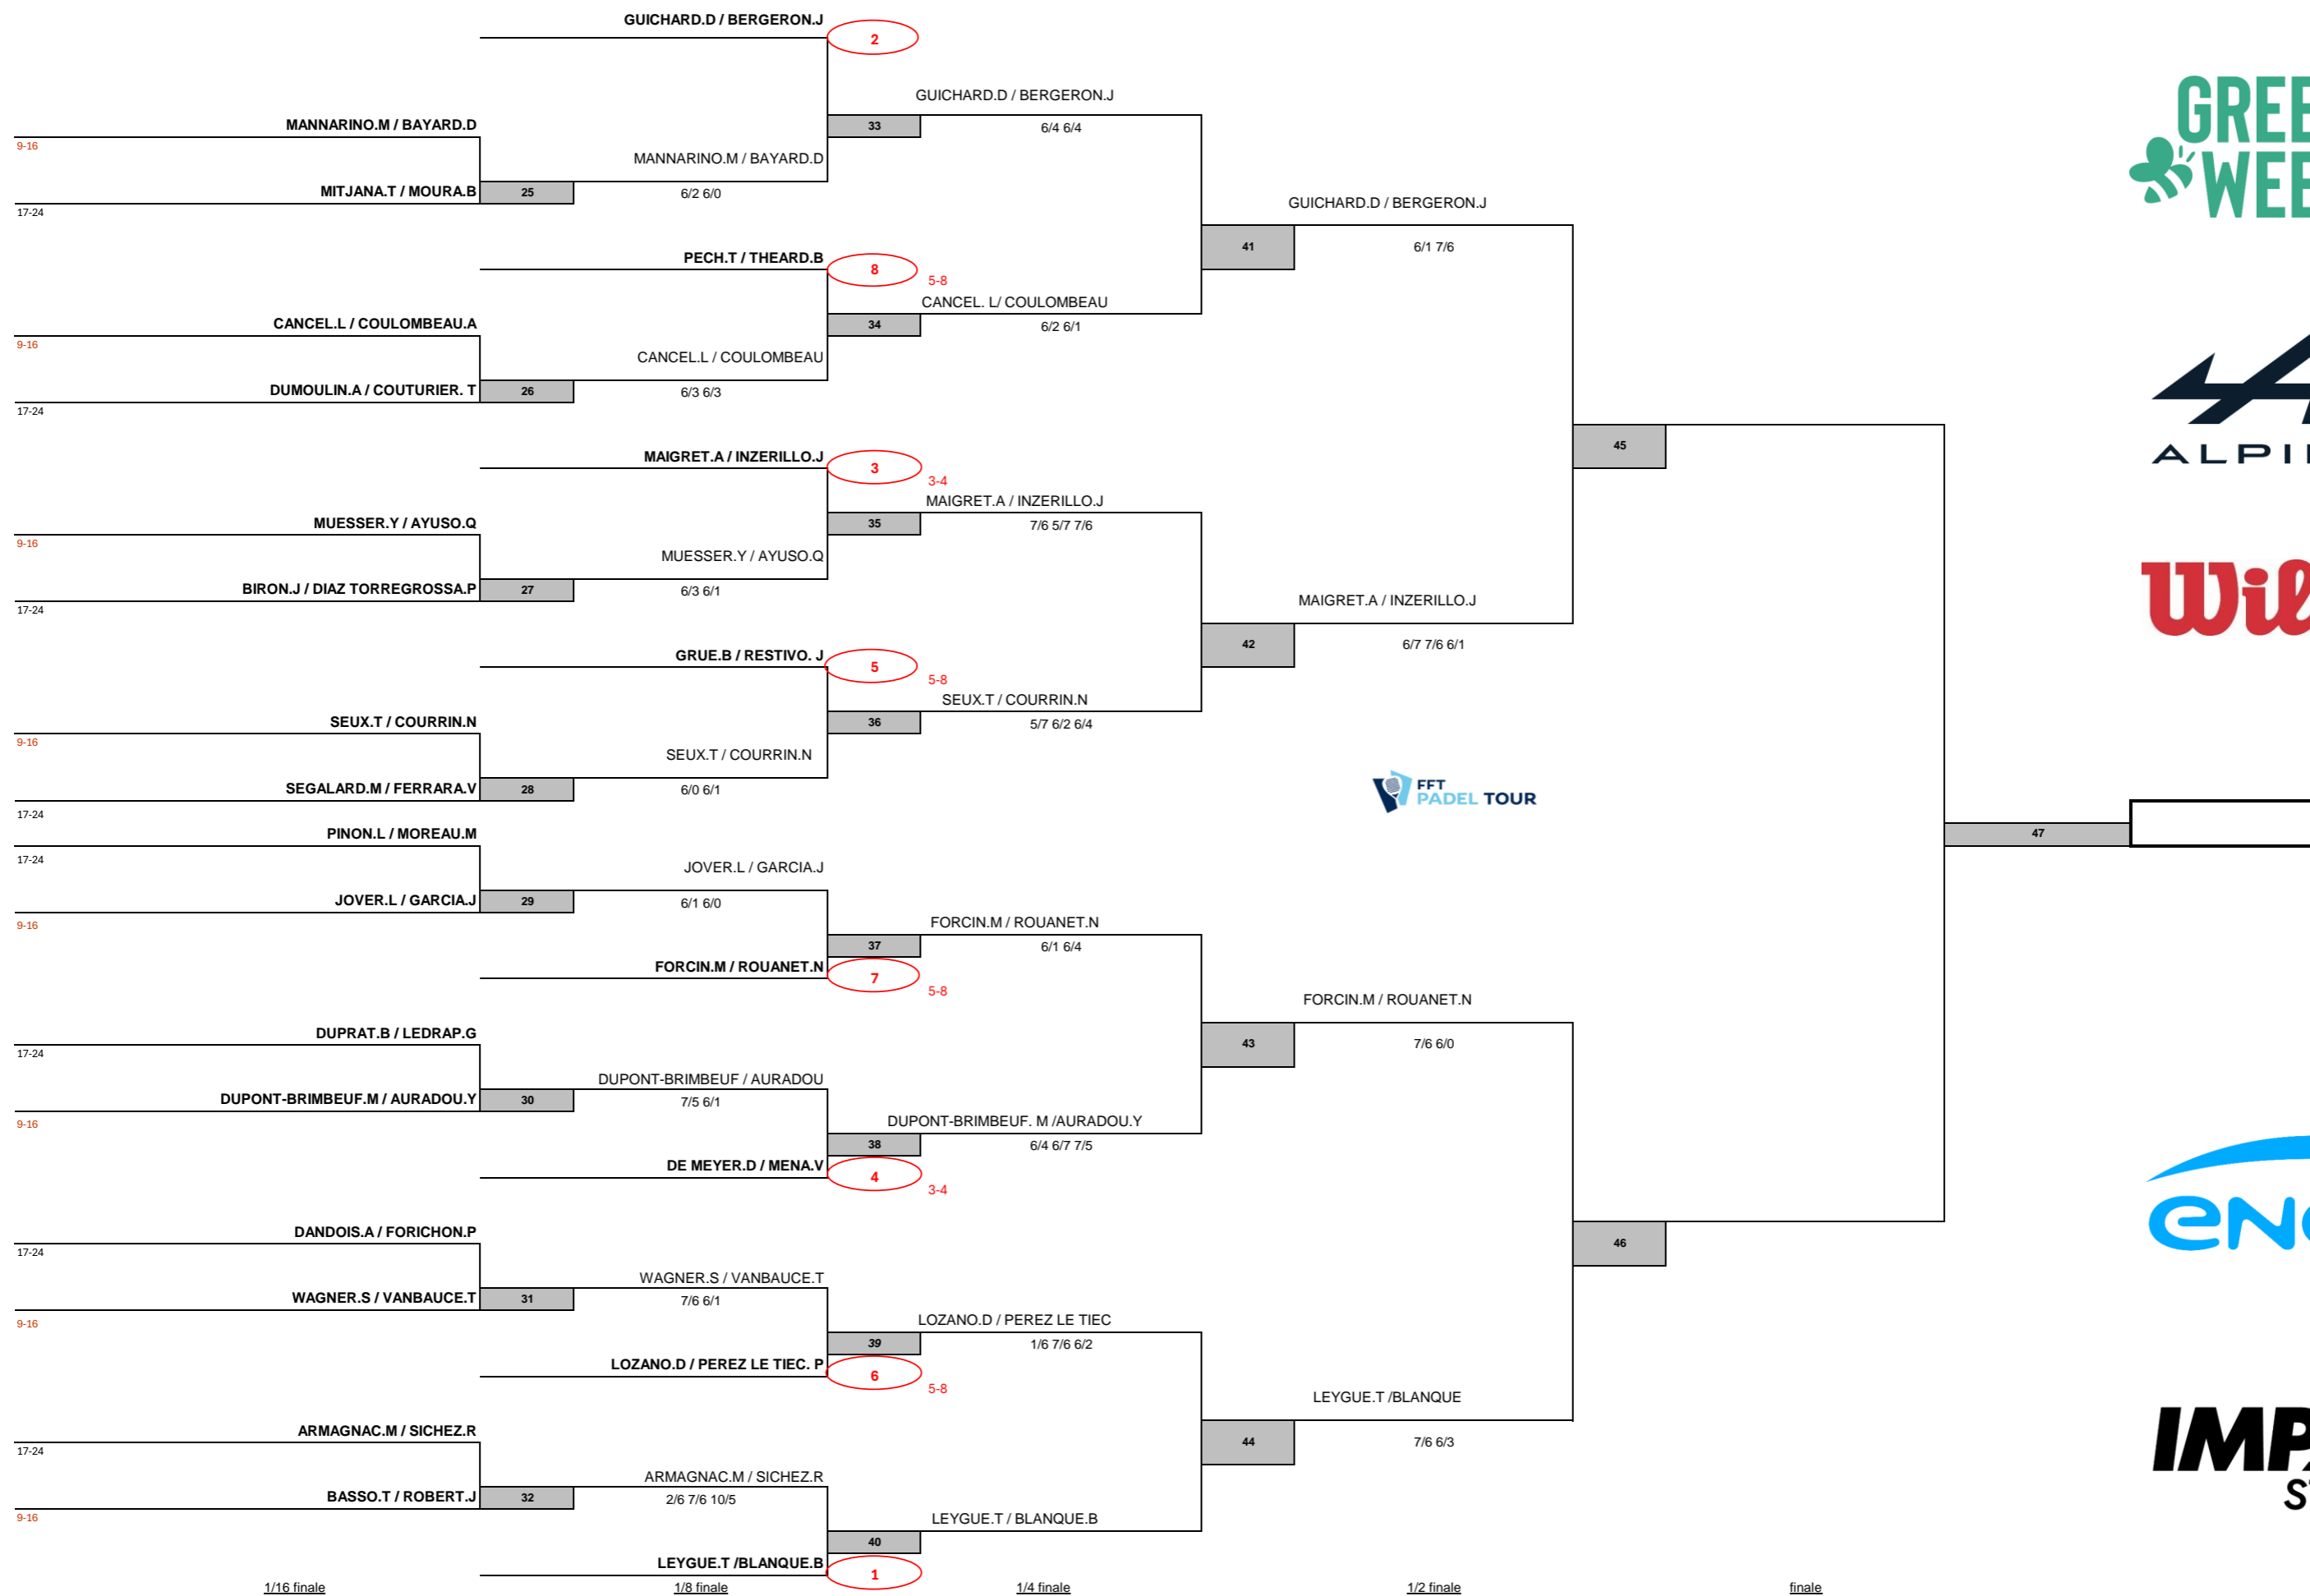 GUICHARD.D / BERGERON.J
2
GREE
WEE
GUICHARD.D / BERGERON.J
MANNARINO.M / BAYARD.D
33
6/4 6/4
9-16
MANNARINO.M / BAYARD.D
MITJANA.T / MOURA.B
25
6/2 6/0
17-24
GUICHARD.D / BERGERON.J
41
6/1 7/6
PECH.T / THEARD.B
8
5-8
CANCEL. L/ COULOMBEAU
CANCEL.L / COULOMBEAU.A
34
6/2 6/1
9-16
CANCEL.L / COULOMBEAU
DUMOULIN.A / COUTURIER. T
26
6/3 6/3
17-24
45
ALPI
MAIGRET.A / INZERILLO.J
3
3-4
MAIGRET.A / INZERILLO.J
MUESSER.Y / AYUSO.Q
35
7/6 5/7 7/6
9-16
MUESSER.Y / AYUSO.Q
BIRON.J / DIAZ TORREGROSSA.P
27
6/3 6/1
17-24
MAIGRET.A / INZERILLO.J
Wil
42
6/7 7/6 6/1
GRUE.B / RESTIVO. J
5
5-8
SEUX.T / COURRIN.N
SEUX.T / COURRIN.N
36
5/7 6/2 6/4
9-16
SEUX.T / COURRIN.N
SEGALARD.M / FERRARA.V
28
6/0 6/1
17-24
FFT
PADEL TOUR
PINON.L / MOREAU.M
47
17-24
JOVER.L / GARCIA.J
JOVER.L / GARCIA.J
29
6/1 6/0
9-16
FORCIN.M / ROUANET.N
37
6/1 6/4
FORCIN.M / ROUANET.N
7
5-8
FORCIN.M / ROUANET.N
DUPRAT.B / LEDRAP.G
43
7/6 6/0
17-24
DUPONT-BRIMBEUF / AURADOU
DUPONT-BRIMBEUF.M / AURADOU.Y
30
7/5 6/1
9-16
DUPONT-BRIMBEUF. M /AURADOU.Y
38
6/4 6/7 7/5
DE MEYER.D / MENA.V
4
3-4
DANDOIS.A / FORICHON.P
46
17-24
WAGNER.S / VANBAUCE.T
WAGNER.S / VANBAUCE.T
31
7/6 6/1
9-16
LOZANO.D / PEREZ LE TIEC
39
1/6 7/6 6/2
LOZANO.D / PEREZ LE TIEC. P
6
5-8
LEYGUE.T /BLANQUE
ARMAGNAC.M / SICHEZ.R
44
7/6 6/3
17-24
ARMAGNAC.M / SICHEZ.R
BASSO.T / ROBERT.J
32
2/6 7/6 10/5
9-16
LEYGUE.T / BLANQUE.B
40
LEYGUE.T /BLANQUE.B
1
1/16 finale
1/8 finale
1/4 finale
1/2 finale
finale